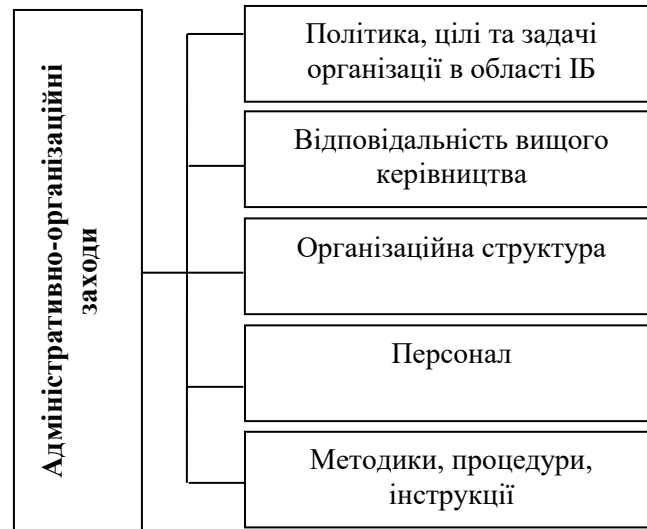 Адміністративно-організаційні
заходи
Політика, цілі та задачі
організації в області ІБ
Відповідальність вищого
керівництва
Організаційна структура
Персонал
Методики, процедури,
інструкції